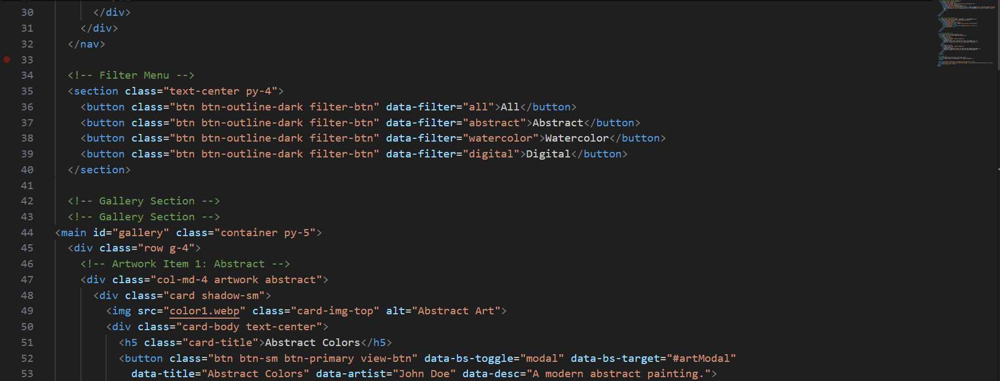 30 </div>
31 </div>
32 </nav>
33
34 <!-- Filter Menu -->
35 <section class="text-center py-4">
36 <button class="btn btn-outline-dark filter-btn" data-filter="all">All</button>
37 <button class="btn btn-outline-dark filter-btn" data-filter="abstract">Abstract</button>
38 <button class="btn btn-outline-dark filter-btn" data-filter="watercolor">Watercolor</button>
39 <button class="btn btn-outline-dark filter-btn" data-filter="digital">Digital</button>
40 </section>
41
42 <!-- Gallery Section -->
43 <!-- Gallery Section -->
44 <main id="gallery" class="container py-5">
45 <div class="row g-4">
46 <!-- Artwork Item 1: Abstract -->
47 <div class="col-md-4 artwork abstract">
48 <div class="card shadow-sm">
49 <img src="color1.webp" class="card-img-top" alt="Abstract Art">
50 <div class="card-body text-center">
51 <h5 class="card-title">Abstract Colors</h5>
52 <button class="btn btn-sm btn-primary view-btn" data-bs-toggle="modal" data-bs-target="#artModal"
53 data-title="Abstract Colors" data-artist="John Doe" data-desc="A modern abstract painting.">